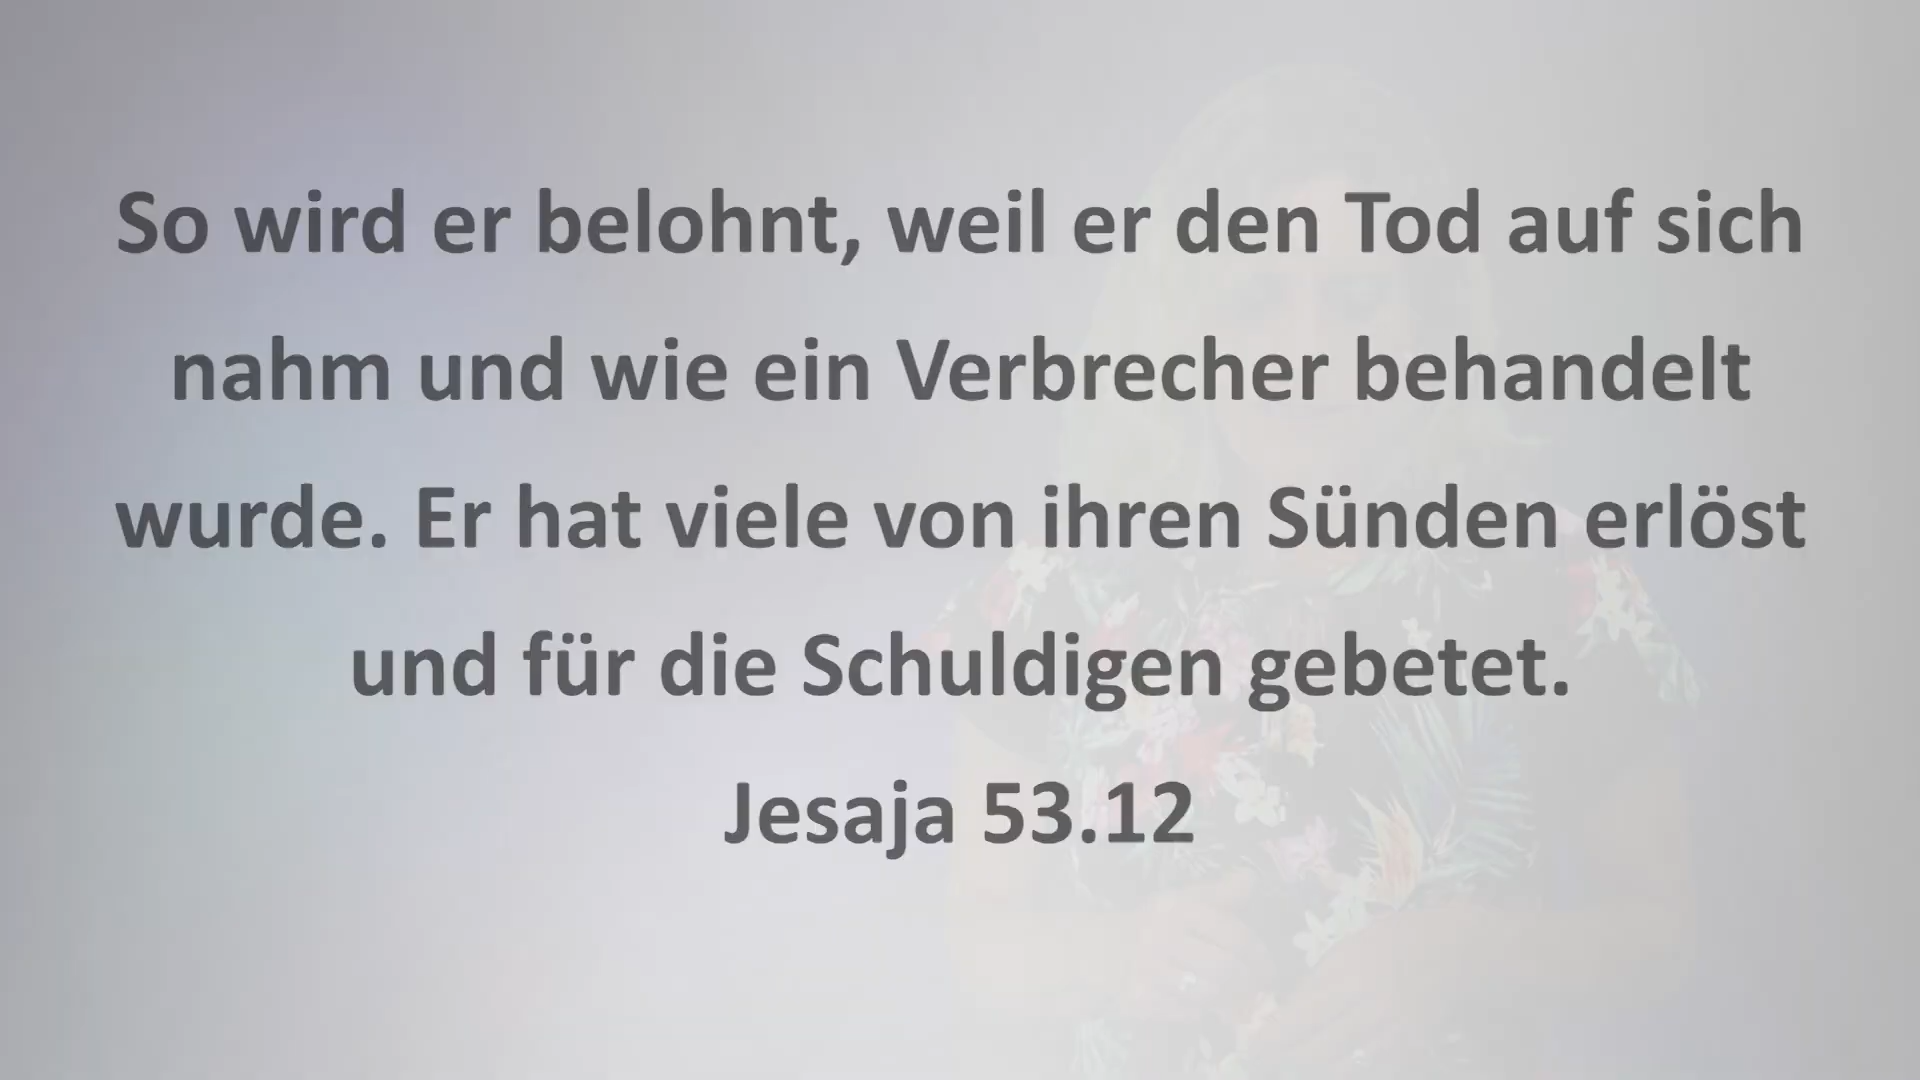 So wird er belohnt, weil er den Tod auf sich
nahm und wie ein Verbrecher behandelt
wurde. Er hat viele von ihren Sünden erlöst
und für die Schuldigen gebetet.
Jesaja 53.12